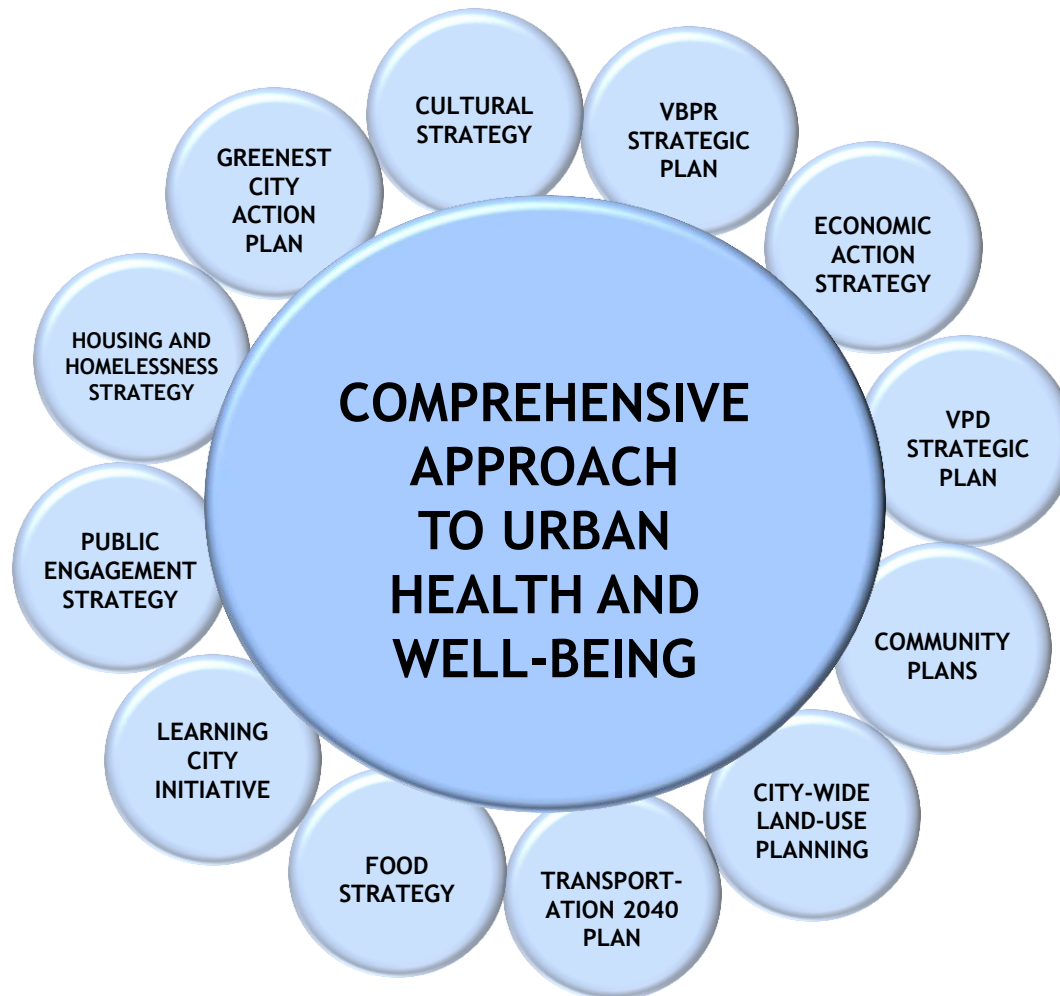 CULTURAL
STRATEGY
VBPR
STRATEGIC
PLAN
ECONOMIC
ACTION
STRATEGY
VPD
STRATEGIC
PLAN
COMMUNITY
PLANS
CITY-WIDE
LAND-USE
PLANNING
TRANSPORT-
ATION 2040
PLAN
FOOD
STRATEGY
LEARNING
CITY
INITIATIVE
PUBLIC
ENGAGEMENT
STRATEGY
HOUSING AND
HOMELESSNESS
STRATEGY
GREENEST
CITY
ACTION
PLAN
COMPREHENSIVE
APPROACH
TO URBAN
HEALTH AND
WELL-BEING